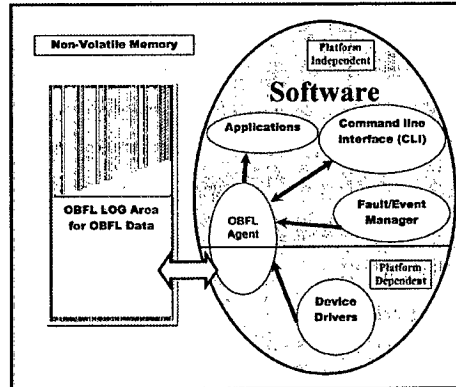 Non-Volatile Memory
Platform
Independent
Software
Applications
Command line
Interface (CLI)
OBFL LOG Area
for OBFL Data
OBFL
Agent
Fault/Event
Manager
Platform
Dependent
Device
Drivers